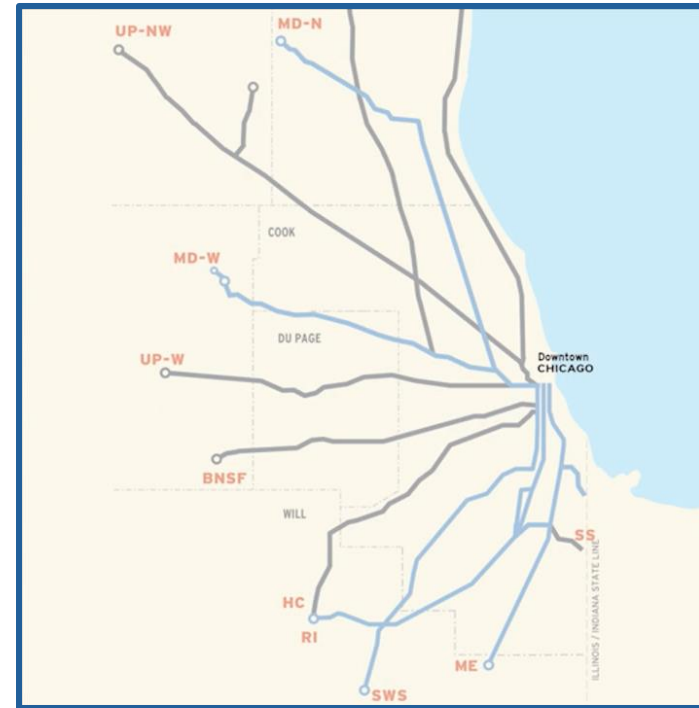 UP-NW
MD-N
COOK
MD-W
DU PAGE
UP-W
Downtown
CHICAGO
BNSF
WILL
SS
HC
RI
ME
SWS
ILLINOIS / INDIANA STATE LINE